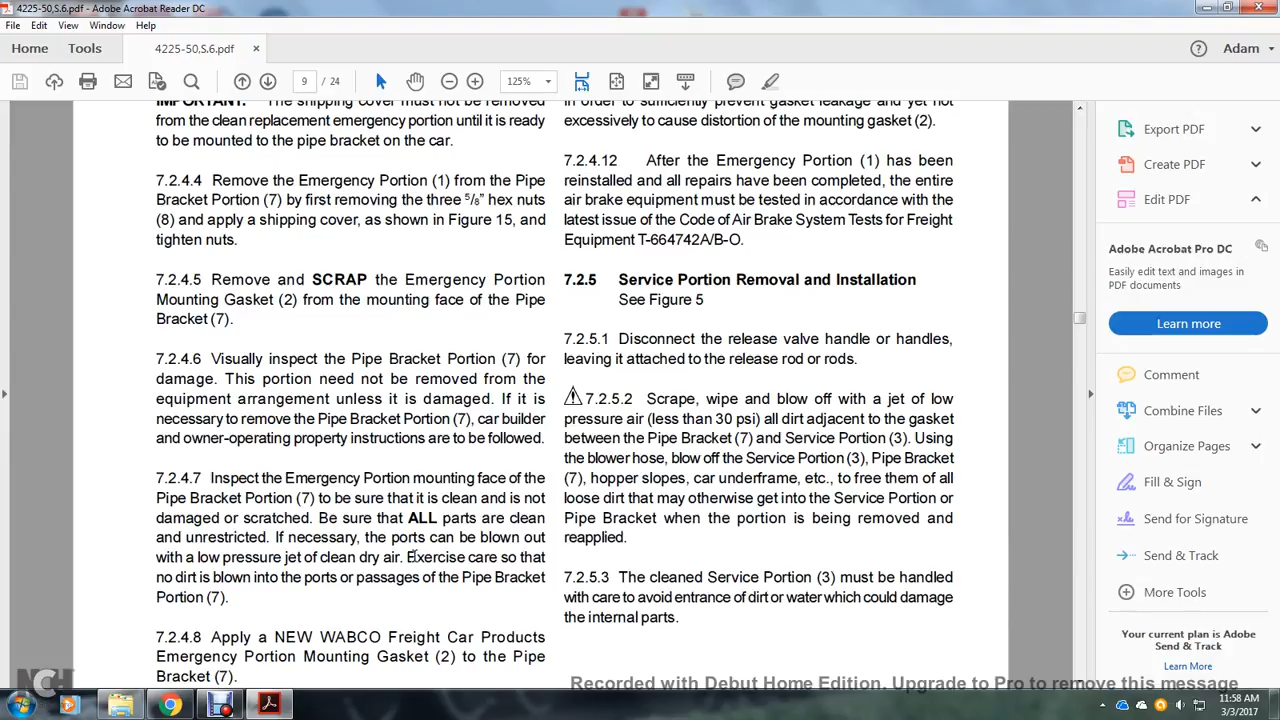 4225-50,S.6.pdf - Adobe Acrobat Reader DC
File Edit View Window Help
Home Tools 4225-50,S.6.pdf × Adam
9 / 24 125%
IMPORTANT: The shipping cover must not be removed
from the clean replacement emergency portion until it is ready
to be mounted to the pipe bracket on the car.
7.2.4.4 Remove the Emergency Portion (1) from the Pipe
Bracket Portion (7) by first removing the three 5/8" hex nuts
(8) and apply a shipping cover, as shown in Figure 15, and
tighten nuts.
7.2.4.5 Remove and SCRAP the Emergency Portion
Mounting Gasket (2) from the mounting face of the Pipe
Bracket (7).
7.2.4.6 Visually inspect the Pipe Bracket Portion (7) for
damage. This portion need not be removed from the
equipment arrangement unless it is damaged. If it is
necessary to remove the Pipe Bracket Portion (7), car builder
and owner-operating property instructions are to be followed.
7.2.4.7 Inspect the Emergency Portion mounting face of the
Pipe Bracket Portion (7) to be sure that it is clean and is not
damaged or scratched. Be sure that ALL parts are clean
and unrestricted. If necessary, the ports can be blown out
with a low pressure jet of clean dry air. Exercise care so that
no dirt is blown into the ports or passages of the Pipe Bracket
Portion (7).
7.2.4.8 Apply a NEW WABCO Freight Car Products
Emergency Portion Mounting Gasket (2) to the Pipe
Bracket (7).
in order to sufficiently prevent gasket leakage and yet not
excessively to cause distortion of the mounting gasket (2).
7.2.4.12 After the Emergency Portion (1) has been
reinstalled and all repairs have been completed, the entire
air brake equipment must be tested in accordance with the
latest issue of the Code of Air Brake System Tests for Freight
Equipment T-664742A/B-O.
7.2.5 Service Portion Removal and Installation
See Figure 5
7.2.5.1 Disconnect the release valve handle or handles,
leaving it attached to the release rod or rods.
7.2.5.2 Scrape, wipe and blow off with a jet of low
pressure air (less than 30 psi) all dirt adjacent to the gasket
between the Pipe Bracket (7) and Service Portion (3). Using
the blower hose, blow off the Service Portion (3), Pipe Bracket
(7), hopper slopes, car underframe, etc., to free them of all
loose dirt that may otherwise get into the Service Portion or
Pipe Bracket when the portion is being removed and
reapplied.
7.2.5.3 The cleaned Service Portion (3) must be handled
with care to avoid entrance of dirt or water which could damage
the internal parts.
Export PDF
Create PDF
Edit PDF
Adobe Acrobat Pro DC
Easily edit text and images in
PDF documents
Learn more
Comment
Combine Files
Organize Pages
Fill & Sign
Send for Signature
Send & Track
More Tools
Your current plan is Adobe
Send & Track
Learn More
NCH
Recorded with Debut Home Edition. Upgrade to Pro to remove this message
11:58 AM
3/3/2017